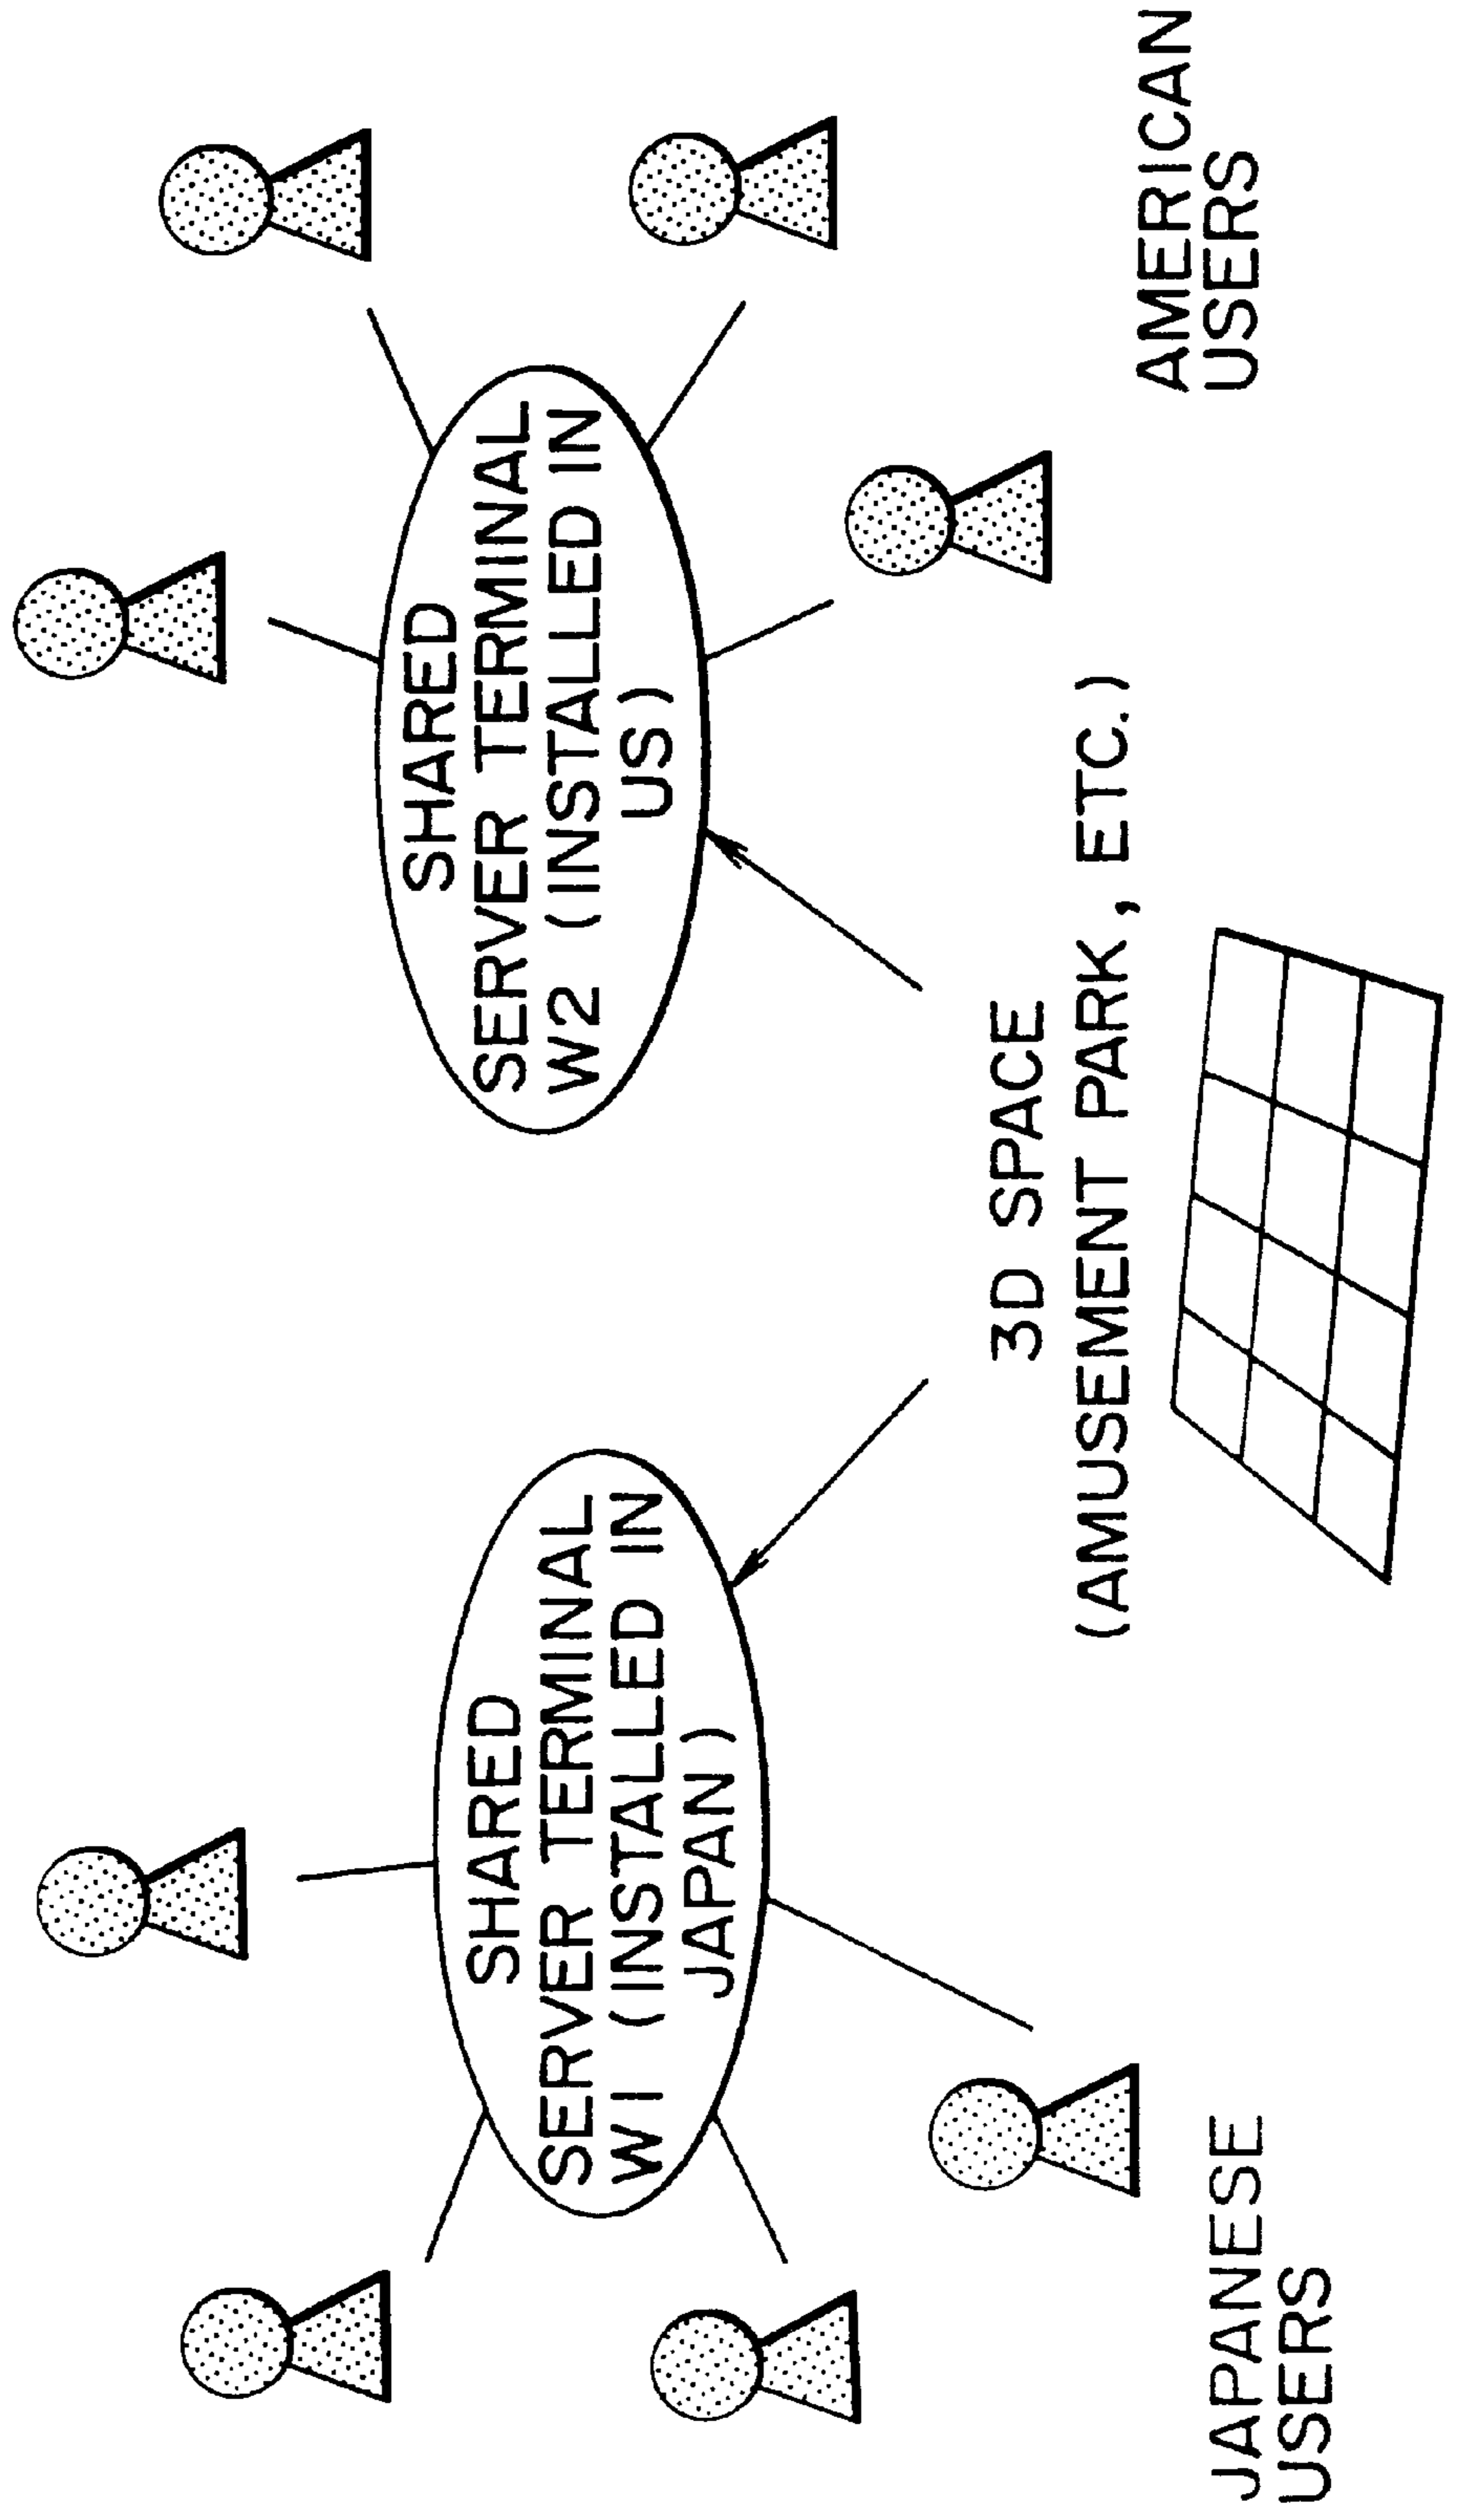 SHARED
SERVER TERMINAL
W1 (INSTALLED IN
JAPAN)
SHARED
SERVER TERMINAL
W2 (INSTALLED IN
US)
3D SPACE
(AMUSEMENT PARK, ETC.)
JAPANESE
USERS
AMERICAN
USERS